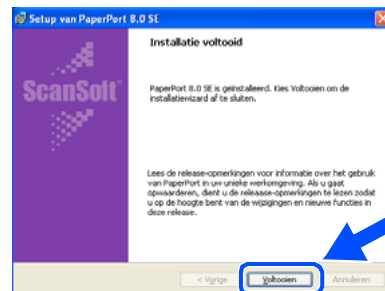 Setup van PaperPort 8.0 SE
Installatie voltooid
ScanSoft®
PaperPort 8.0 SE is geïnstalleerd. Kies Voltooien om de
installatiewizard af te sluiten.
Lees de release-opmerkingen voor informatie over het gebruik
van PaperPort in uw unieke werkomgeving. Als u gaat
opwaarderen, dient u de releaase-opmerkingen te lezen zodat
u op de hoogte bent van de wijzigingen en nieuwe functies in
deze release.
< Vorige
Voltooien
Annuleren